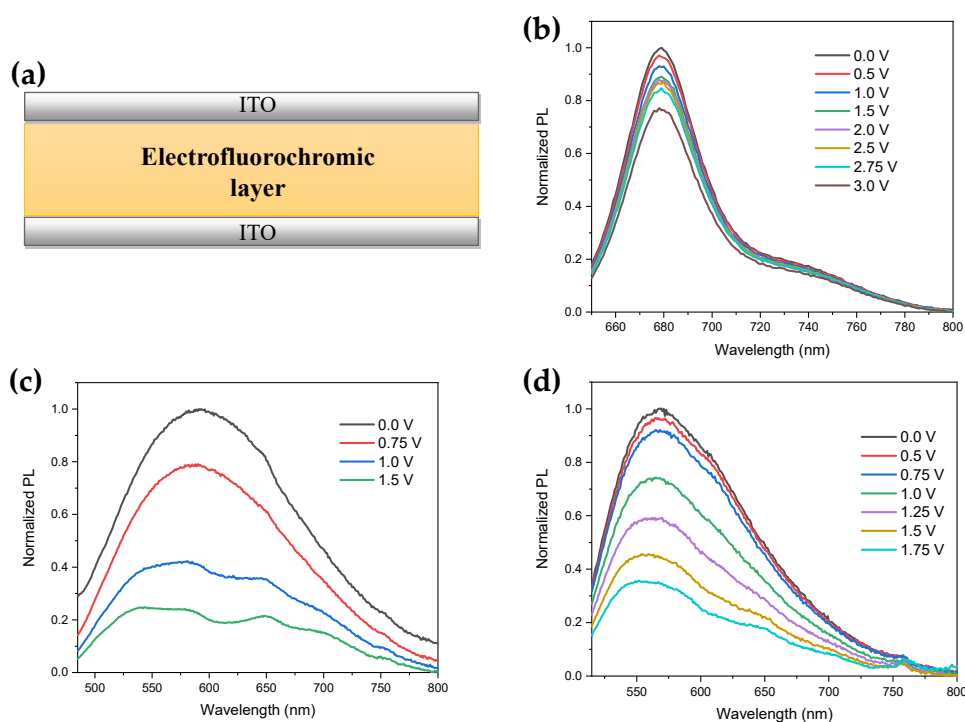 (a)
ITO
Electrofluorochromic
layer
ITO
(b)
Normalized PL
1.0
0.8
0.6
0.4
0.2
0.0
660 680 700 720 740 760 780 800
Wavelength (nm)
0.0 V
0.5 V
1.0 V
1.5 V
2.0 V
2.5 V
2.75 V
3.0 V
(c)
Normalized PL
1.0
0.8
0.6
0.4
0.2
0.0
500 550 600 650 700 750 800
Wavelength (nm)
0.0 V
0.75 V
1.0 V
1.5 V
(d)
Normalized PL
1.0
0.8
0.6
0.4
0.2
0.0
550 600 650 700 750 800
Wavelength (nm)
0.0 V
0.5 V
0.75 V
1.0 V
1.25 V
1.5 V
1.75 V